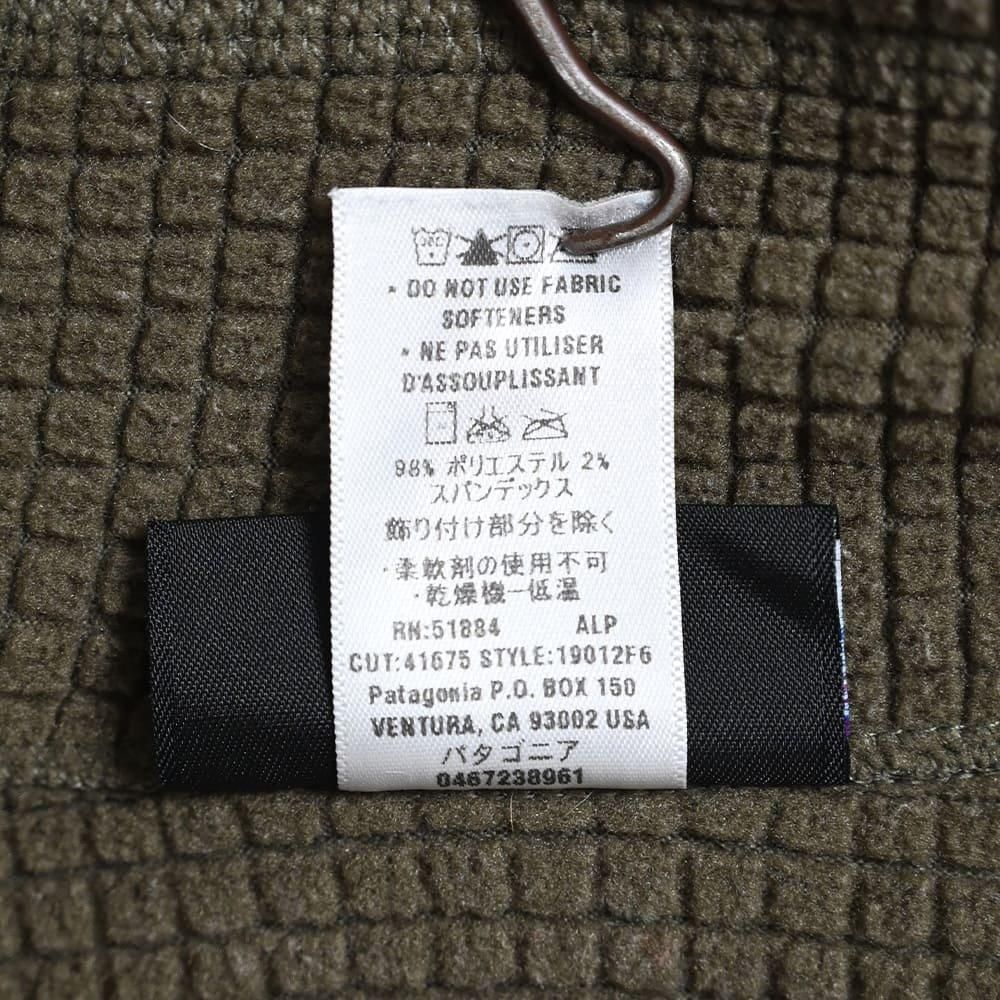 • DO NOT USE FABRIC
SOFTENERS
• NE PAS UTILISER
D'ASSOUPLISSANT
98% ポリエステル 2%
スパンデックス
飾り付け部分を除く
・柔軟剤の使用不可
・乾燥機ー低温
RN:51884 ALP
CUT:41675 STYLE:19012F6
Patagonia P.O. BOX 150
VENTURA, CA 93002 USA
パタゴニア
0467238961